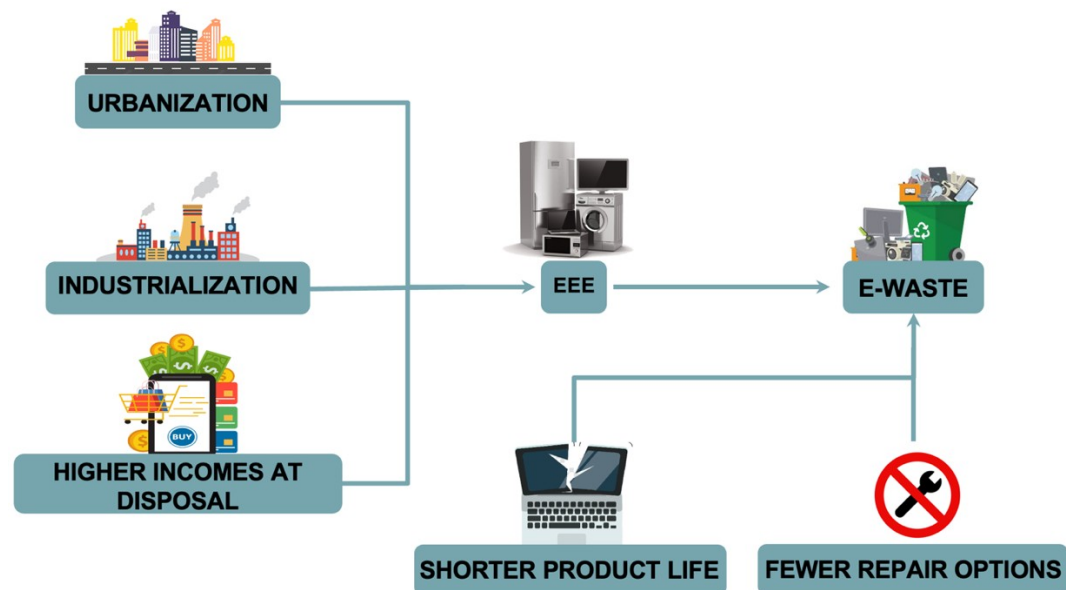 URBANIZATION
INDUSTRIALIZATION
BUY
HIGHER INCOMES AT
DISPOSAL
EEE
E-WASTE
SHORTER PRODUCT LIFE
FEWER REPAIR OPTIONS